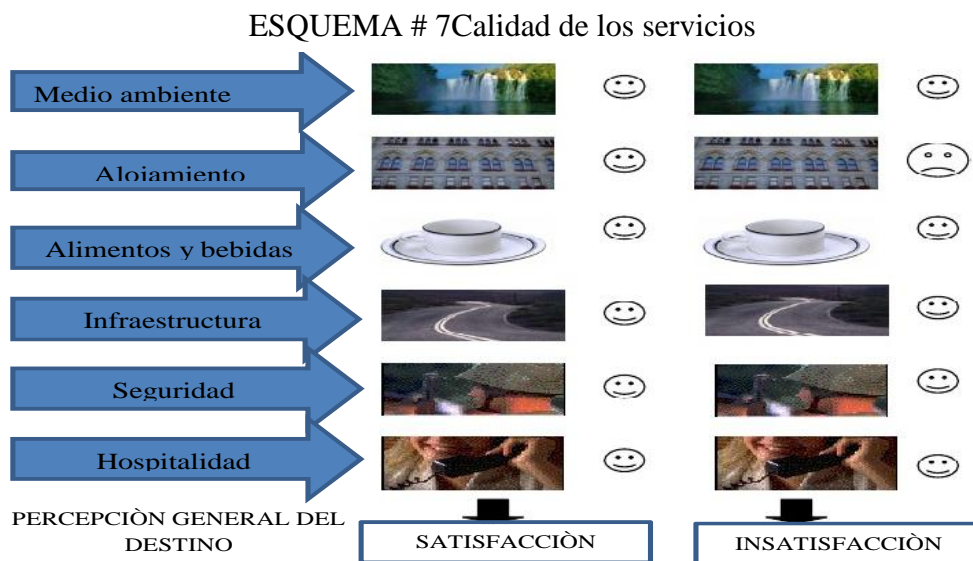 ESQUEMA # 7Calidad de los servicios
Medio ambiente
Alojamiento
Alimentos y bebidas
Infraestructura
Seguridad
Hospitalidad
PERCEPCIÒN GENERAL DEL
DESTINO
SATISFACCIÒN
INSATISFACCIÒN